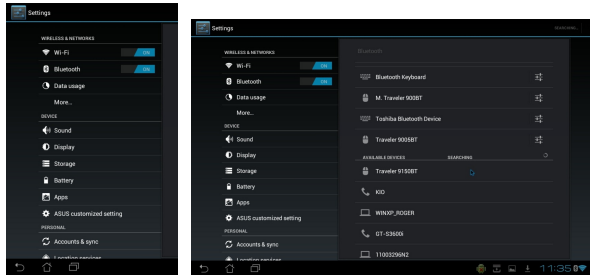 Settings
WIRELESS & NETWORKS
Wi-Fi ON
Bluetooth ON
Data usage
More...
DEVICE
Sound
Display
Storage
Battery
Apps
ASUS customized setting
PERSONAL
Accounts & sync
Location services
Settings
SEARCHING...
WIRELESS & NETWORKS
Wi-Fi ON
Bluetooth ON
Data usage
More...
DEVICE
Sound
Display
Storage
Battery
Apps
ASUS customized setting
PERSONAL
Accounts & sync
Location services
Bluetooth
Bluetooth Keyboard
M. Traveler 900BT
Toshiba Bluetooth Device
Traveler 9005BT
AVAILABLE DEVICES SEARCHING
Traveler 9150BT
KIO
WINXP_ROGER
GT-S3600i
11003296N2
11:35